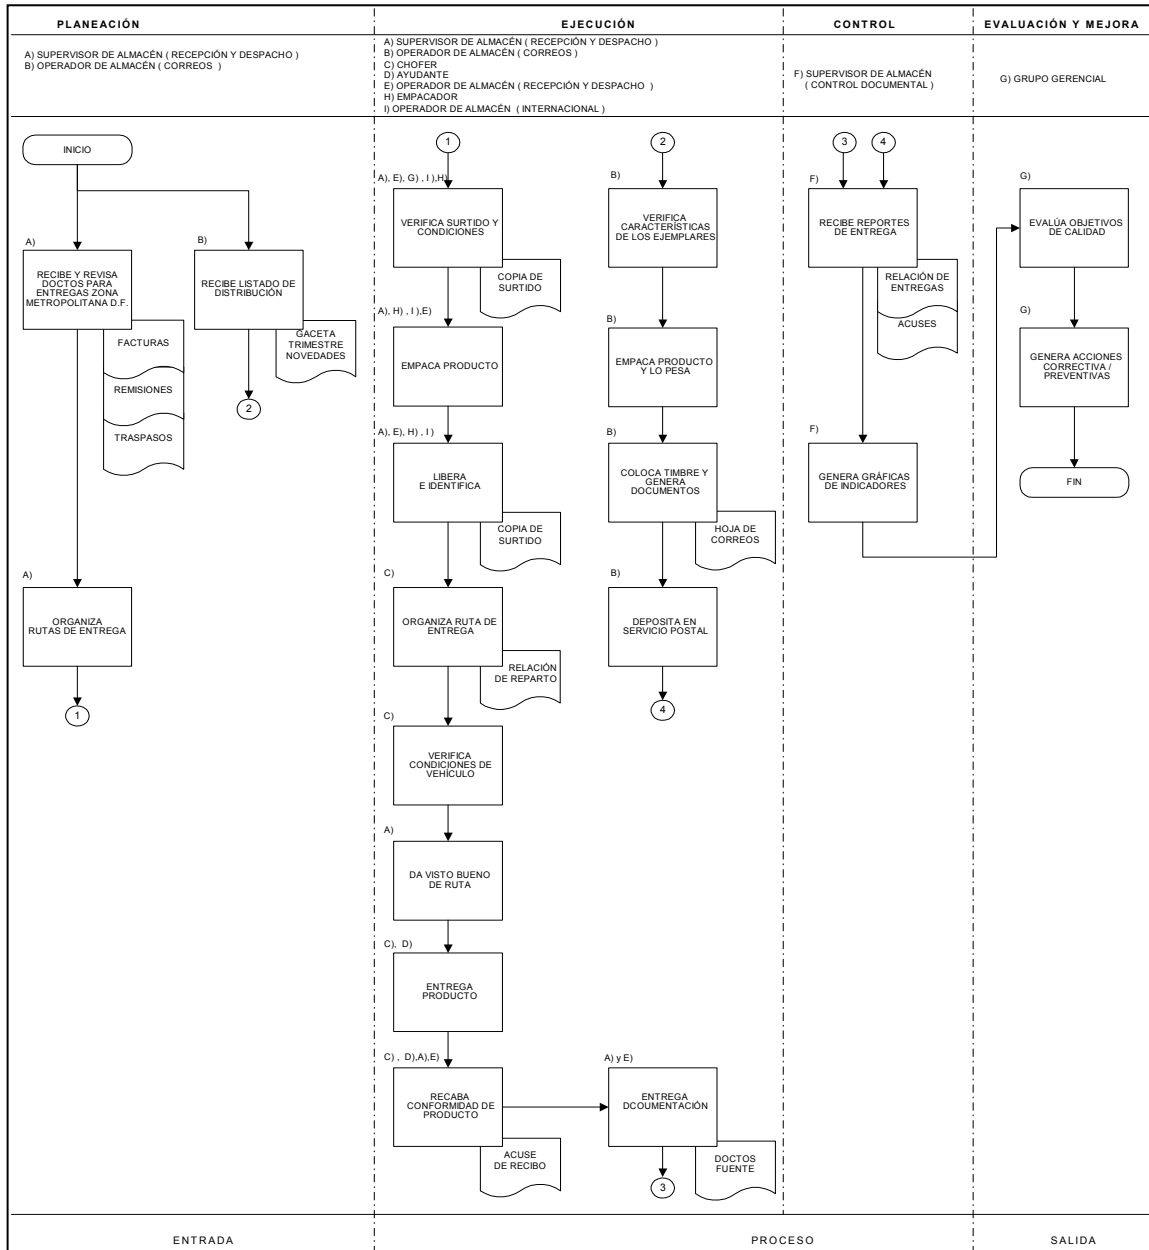 PLANEACIÓN
EJECUCIÓN
CONTROL
EVALUACIÓN Y MEJORA
A) SUPERVISOR DE ALMACÉN ( RECEPCIÓN Y DESPACHO )
B) OPERADOR DE ALMACÉN ( CORREOS )
A) SUPERVISOR DE ALMACÉN ( RECEPCIÓN Y DESPACHO )
B) OPERADOR DE ALMACÉN ( CORREOS )
C) CHOFER
D) AYUDANTE
E) OPERADOR DE ALMACÉN ( RECEPCIÓN Y DESPACHO )
H) EMPACADOR
I) OPERADOR DE ALMACÉN ( INTERNACIONAL )
F) SUPERVISOR DE ALMACÉN
( CONTROL DOCUMENTAL )
G) GRUPO GERENCIAL
INICIO
A)
RECIBE Y REVISA
DOCTOS PARA
ENTREGAS ZONA
METROPOLITANA D.F.
FACTURAS
REMISIONES
TRASPASOS
B)
RECIBE LISTADO DE
DISTRIBUCIÓN
GACETA
TRIMESTRE
NOVEDADES
2
A)
ORGANIZA
RUTAS DE ENTREGA
1
1
A), E), G) , I ),H)
VERIFICA SURTIDO Y
CONDICIONES
COPIA DE
SURTIDO
A), H) , I ),E)
EMPACA PRODUCTO
A), E), H) , I )
LIBERA
E IDENTIFICA
COPIA DE
SURTIDO
C)
ORGANIZA RUTA DE
ENTREGA
RELACIÓN
DE REPARTO
C)
VERIFICA
CONDICIONES DE
VEHÍCULO
A)
DA VISTO BUENO
DE RUTA
C), D)
ENTREGA
PRODUCTO
C) , D),A),E)
RECABA
CONFORMIDAD DE
PRODUCTO
ACUSE
DE RECIBO
2
B)
VERIFICA
CARACTERÍSTICAS
DE LOS EJEMPLARES
B)
EMPACA PRODUCTO
Y LO PESA
B)
COLOCA TIMBRE Y
GENERA
DOCUMENTOS
HOJA DE
CORREOS
B)
DEPOSITA EN
SERVICIO POSTAL
4
A) y E)
ENTREGA
DCOUMENTACIÓN
DOCTOS
FUENTE
3
3
4
F)
RECIBE REPORTES
DE ENTREGA
RELACIÓN DE
ENTREGAS
ACUSES
F)
GENERA GRÁFICAS
DE INDICADORES
G)
EVALÚA OBJETIVOS
DE CALIDAD
G)
GENERA ACCIONES
CORRECTIVA /
PREVENTIVAS
FIN
ENTRADA
PROCESO
SALIDA